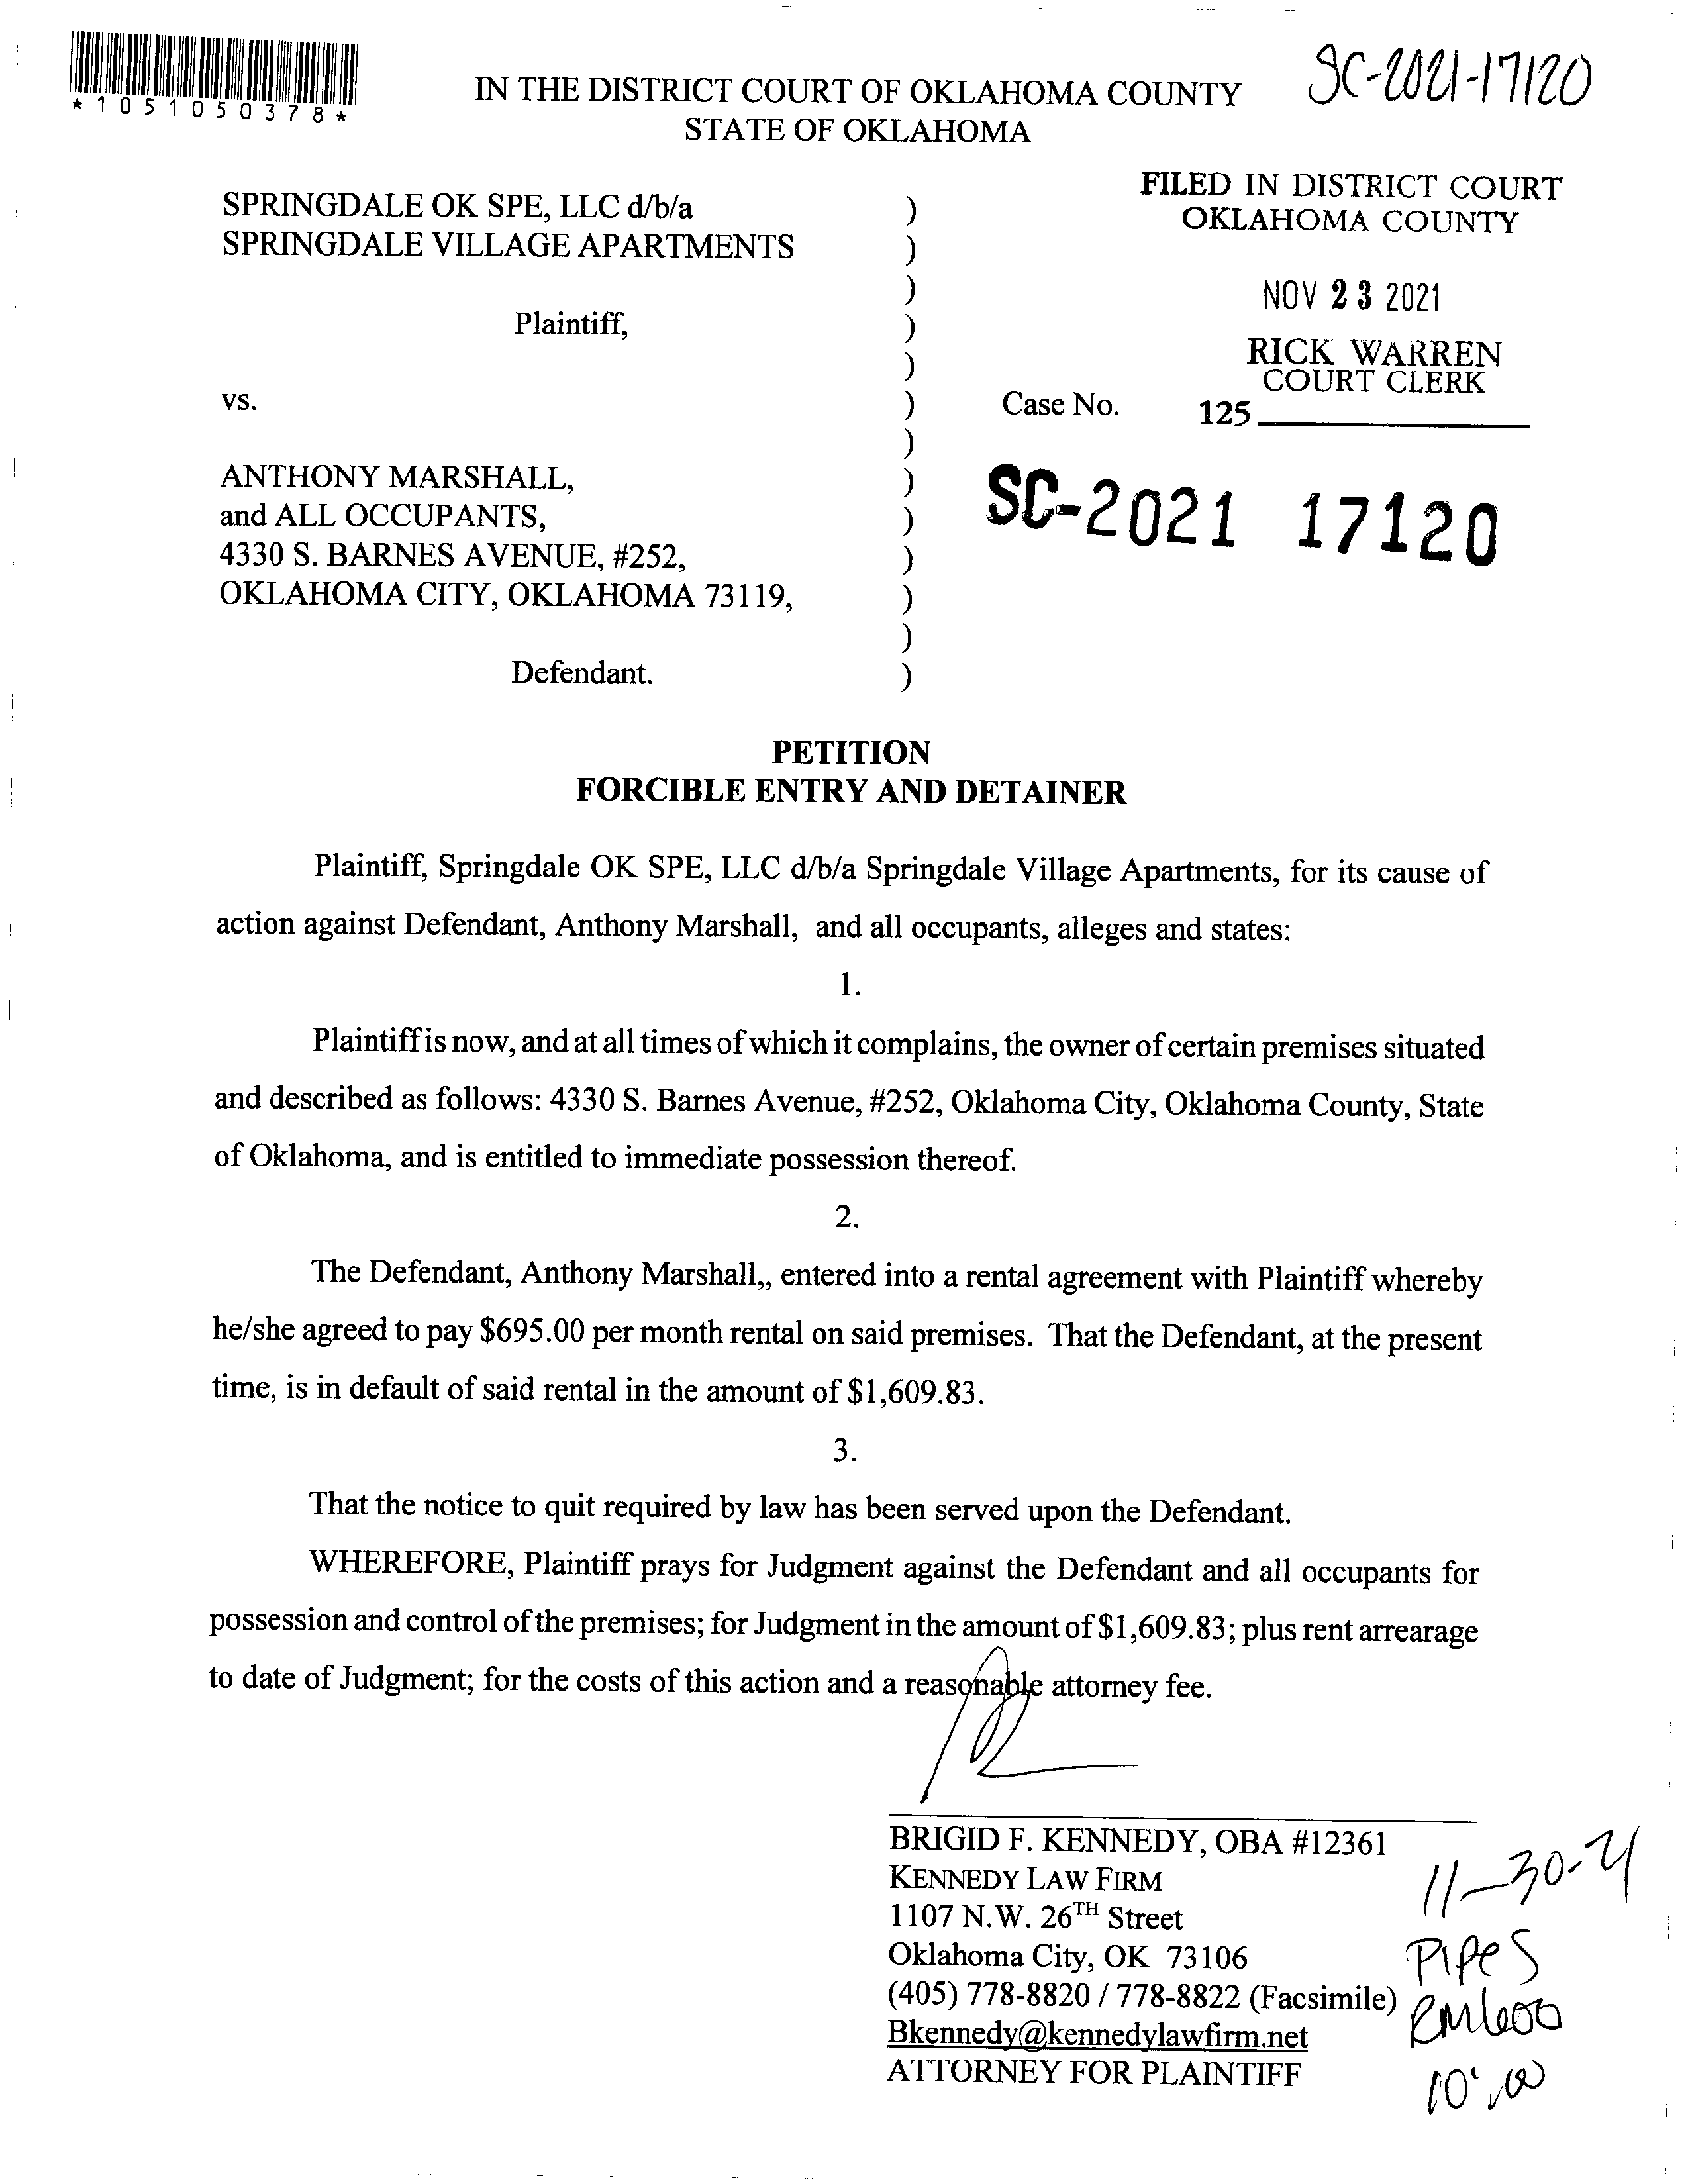 *1051050378*
SC-2021-17120
IN THE DISTRICT COURT OF OKLAHOMA COUNTY
STATE OF OKLAHOMA
FILED IN DISTRICT COURT
OKLAHOMA COUNTY
NOV 23 2021
RICK WARREN
COURT CLERK
125
SPRINGDALE OK SPE, LLC d/b/a )
SPRINGDALE VILLAGE APARTMENTS )
)
Plaintiff, )
)
vs. ) Case No.
)
ANTHONY MARSHALL, )
and ALL OCCUPANTS, )
4330 S. BARNES AVENUE, #252, )
OKLAHOMA CITY, OKLAHOMA 73119, )
)
Defendant. )
SC-2021 17120
PETITION
FORCIBLE ENTRY AND DETAINER
Plaintiff, Springdale OK SPE, LLC d/b/a Springdale Village Apartments, for its cause of
action against Defendant, Anthony Marshall, and all occupants, alleges and states:
1.
Plaintiff is now, and at all times of which it complains, the owner of certain premises situated
and described as follows: 4330 S. Barnes Avenue, #252, Oklahoma City, Oklahoma County, State
of Oklahoma, and is entitled to immediate possession thereof.
2.
The Defendant, Anthony Marshall,, entered into a rental agreement with Plaintiff whereby
he/she agreed to pay $695.00 per month rental on said premises. That the Defendant, at the present
time, is in default of said rental in the amount of $1,609.83.
3.
That the notice to quit required by law has been served upon the Defendant.
WHEREFORE, Plaintiff prays for Judgment against the Defendant and all occupants for
possession and control of the premises; for Judgment in the amount of $1,609.83; plus rent arrearage
to date of Judgment; for the costs of this action and a reasonable attorney fee.
BRIGID F. KENNEDY, OBA #12361
KENNEDY LAW FIRM
1107 N.W. 26TH Street
Oklahoma City, OK 73106
(405) 778-8820 / 778-8822 (Facsimile)
Bkennedy@kennedylawfirm.net
ATTORNEY FOR PLAINTIFF
11-30-21
Pipes
Rm600
10:00